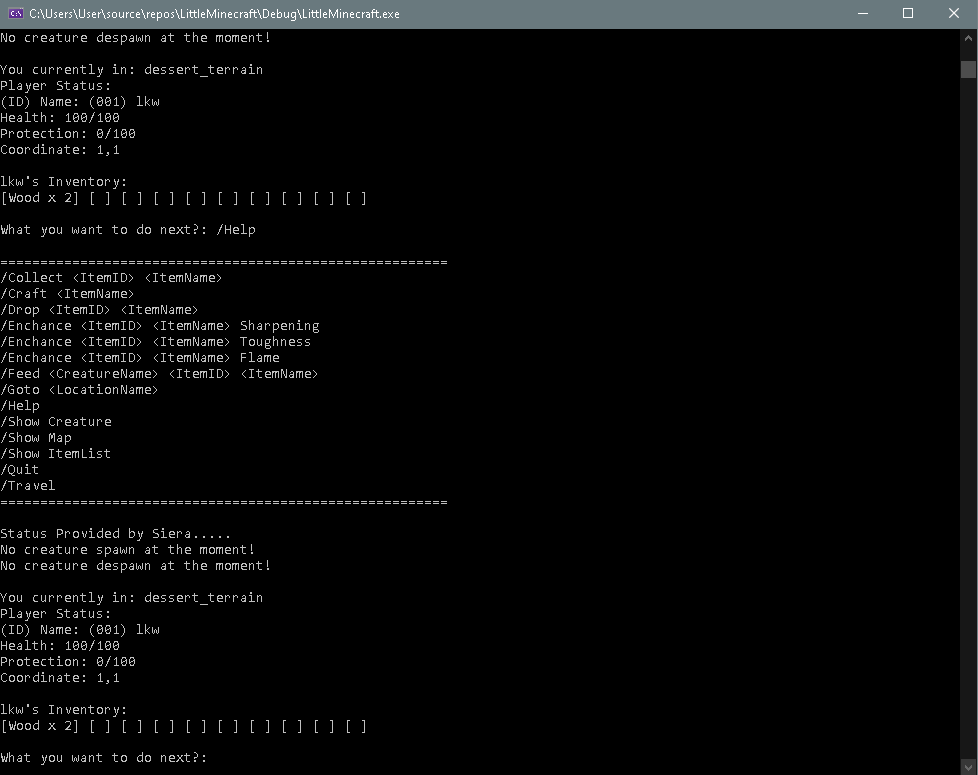 C:\Users\User\source\repos\LittleMinecraft\Debug\LittleMinecraft.exe
No creature despawn at the moment!
You currently in: dessert_terrain
Player Status:
(ID) Name: (001) lkw
Health: 100/100
Protection: 0/100
Coordinate: 1,1
lkw's Inventory:
[Wood x 2] [ ] [ ] [ ] [ ] [ ] [ ] [ ] [ ] [ ]
What you want to do next?: /Help
========================================================
/Collect <ItemID> <ItemName>
/Craft <ItemName>
/Drop <ItemID> <ItemName>
/Enchance <ItemID> <ItemName> Sharpening
/Enchance <ItemID> <ItemName> Toughness
/Enchance <ItemID> <ItemName> Flame
/Feed <CreatureName> <ItemID> <ItemName>
/Goto <LocationName>
/Help
/Show Creature
/Show Map
/Show ItemList
/Quit
/Travel
========================================================
Status Provided by Siera.....
No creature spawn at the moment!
No creature despawn at the moment!
You currently in: dessert_terrain
Player Status:
(ID) Name: (001) lkw
Health: 100/100
Protection: 0/100
Coordinate: 1,1
lkw's Inventory:
[Wood x 2] [ ] [ ] [ ] [ ] [ ] [ ] [ ] [ ] [ ]
What you want to do next?: